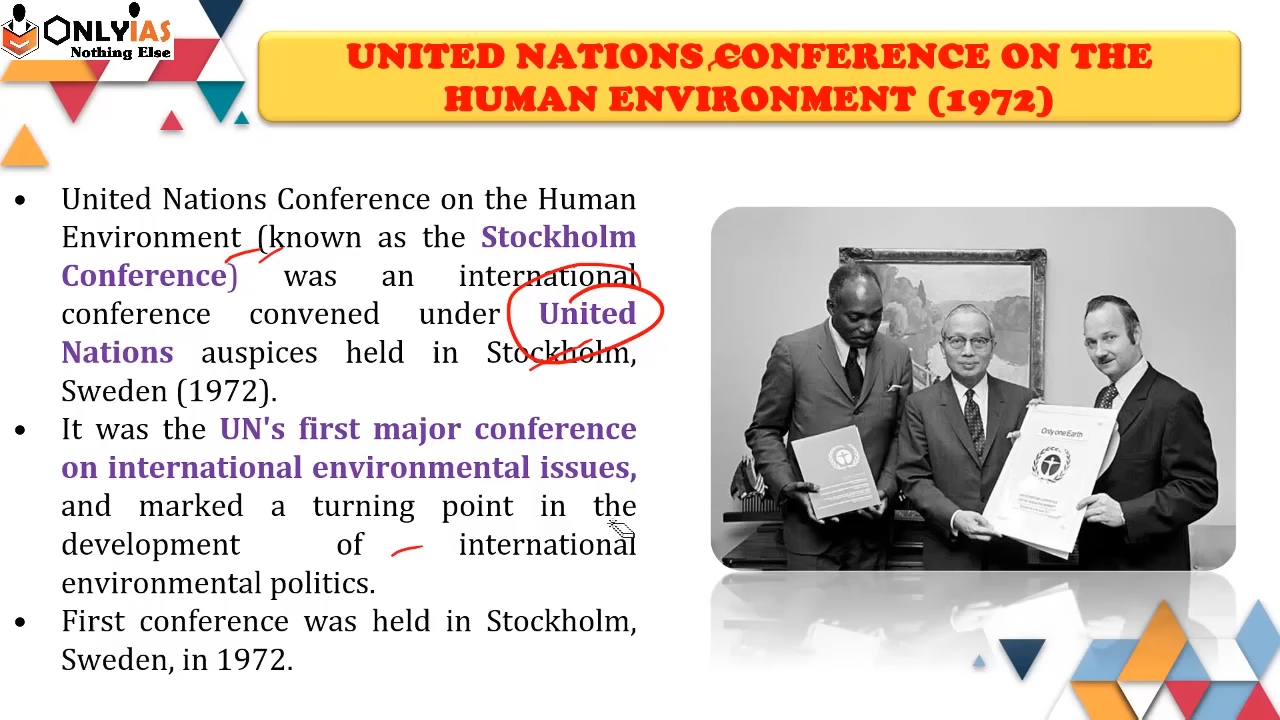 ONLYIAS
Nothing Else
UNITED NATIONS CONFERENCE ON THE
HUMAN ENVIRONMENT (1972)
• United Nations Conference on the Human
Environment (known as the Stockholm
Conference) was an international
conference convened under United
Nations auspices held in Stockholm,
Sweden (1972).
• It was the UN's first major conference
on international environmental issues,
and marked a turning point in the
development of international
environmental politics.
• First conference was held in Stockholm,
Sweden, in 1972.
Only one Earth